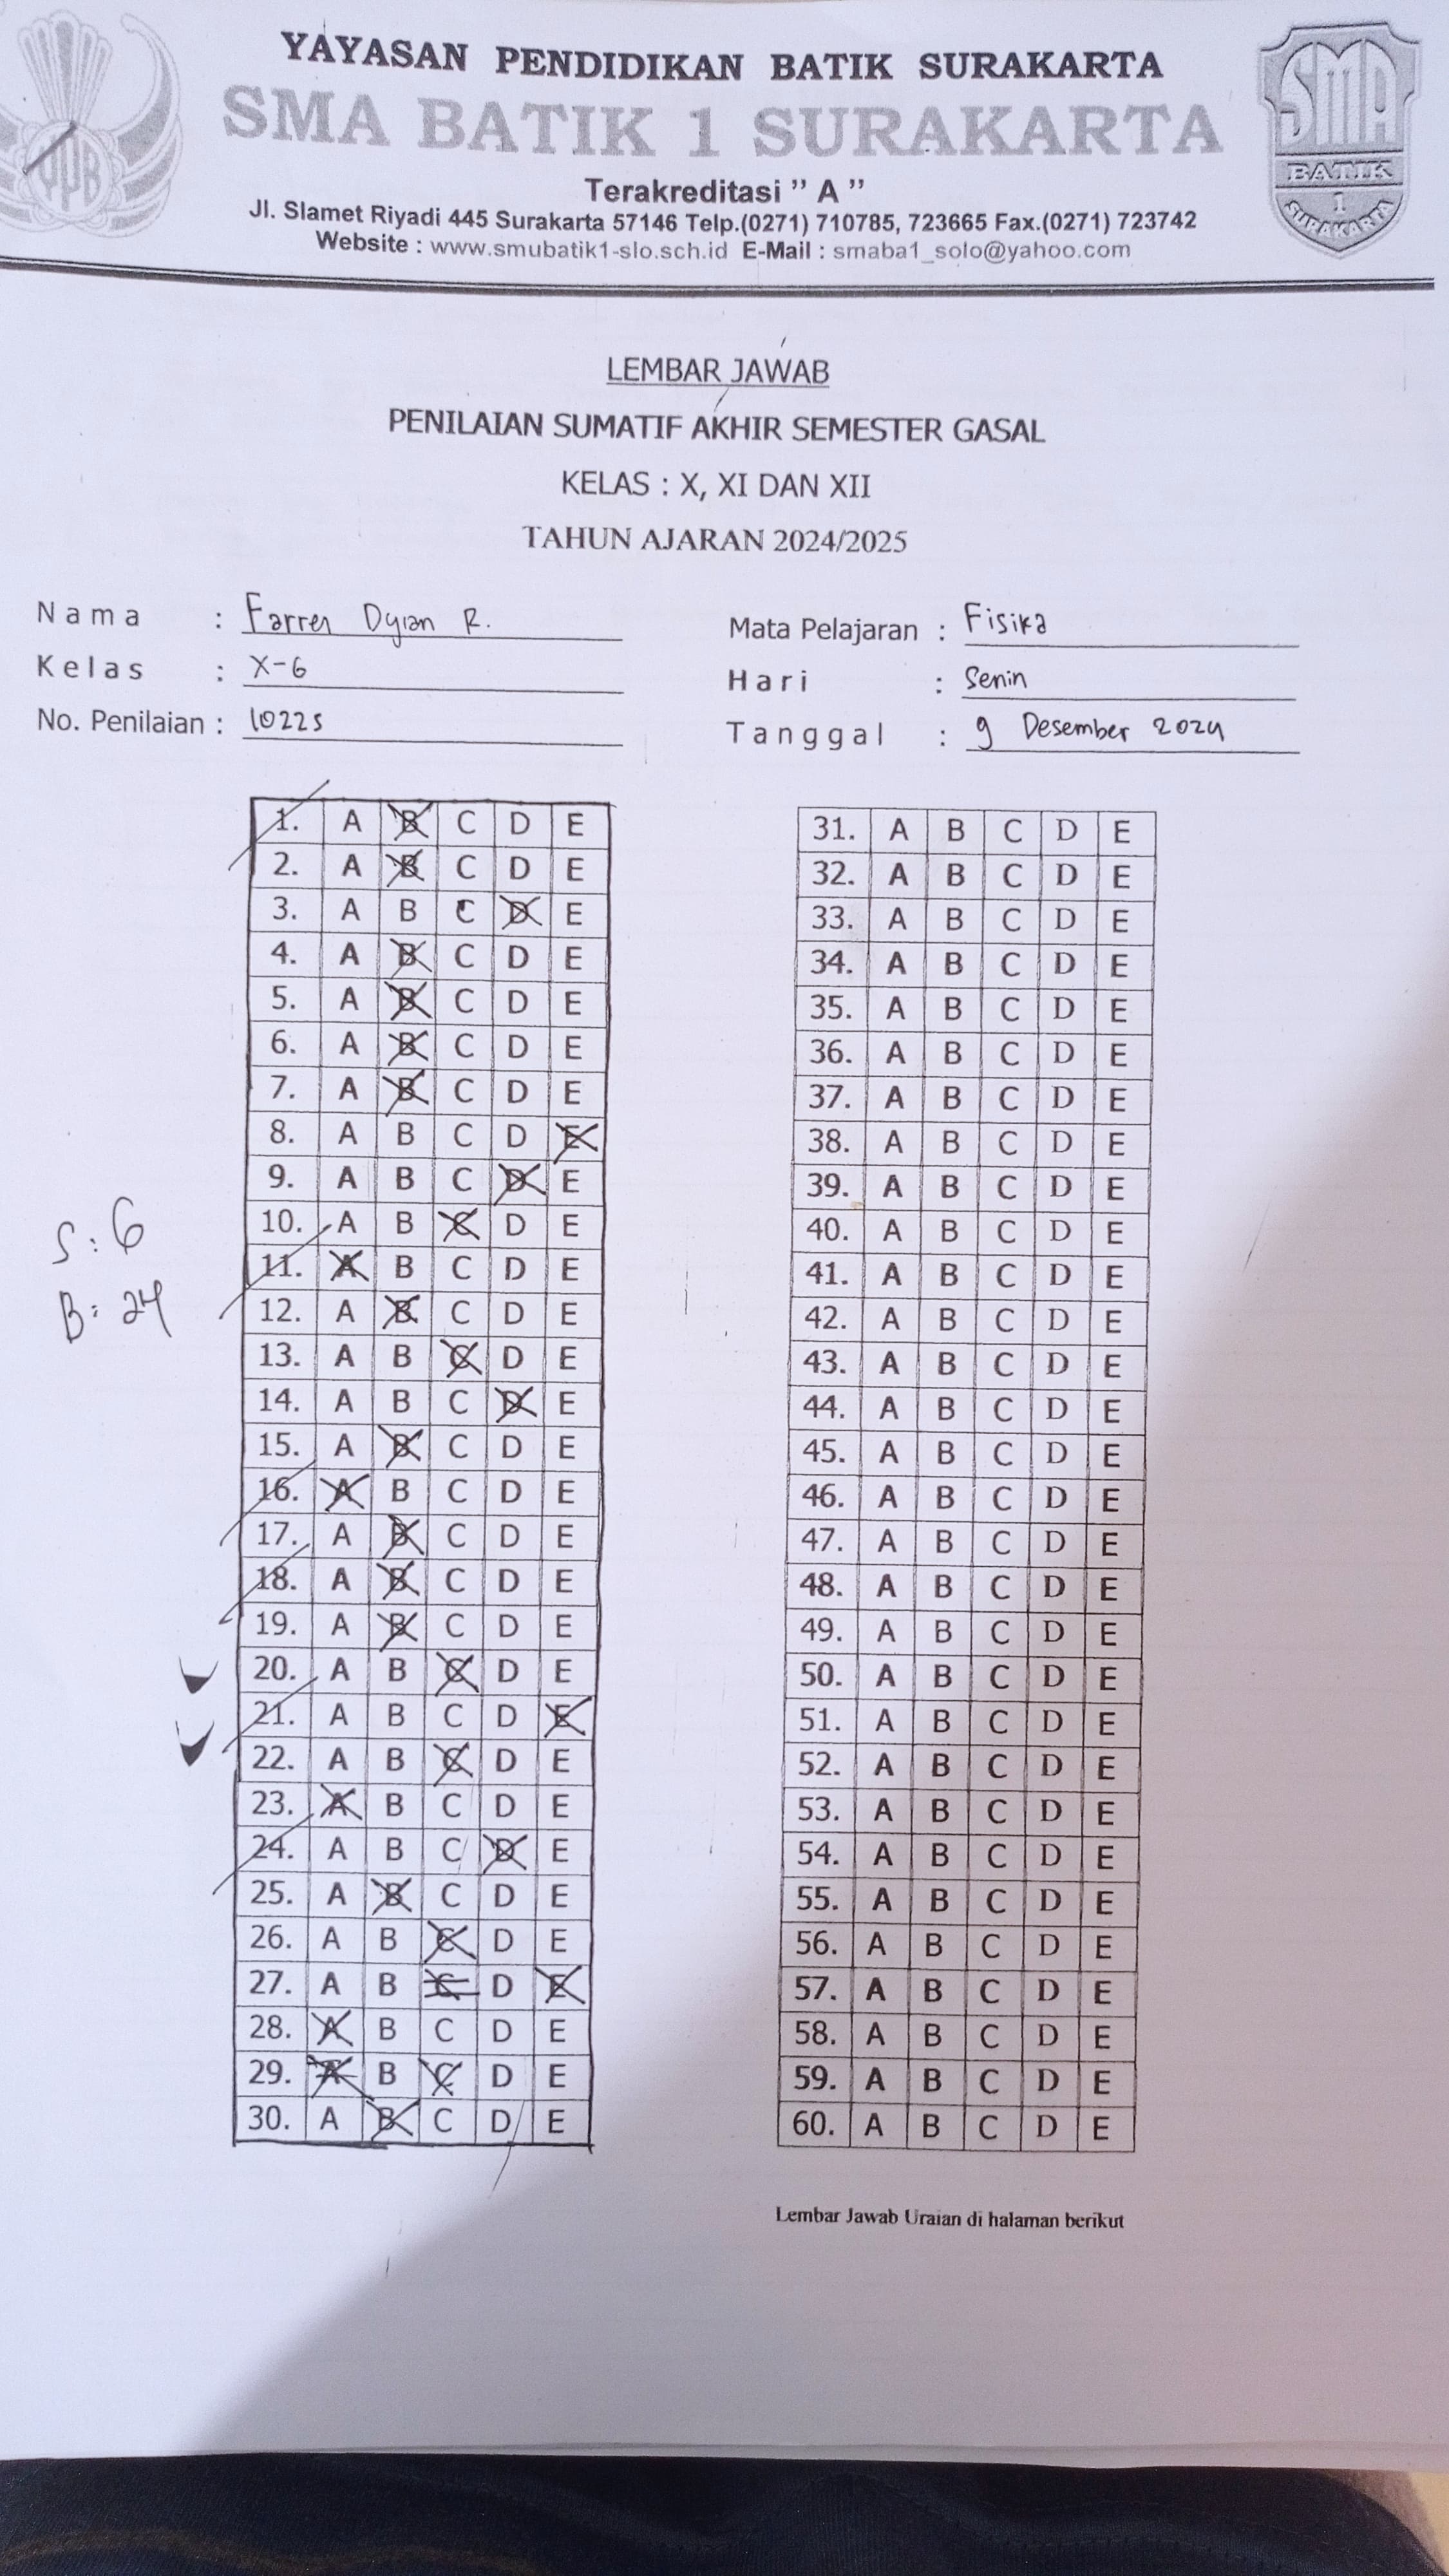 YAYASAN PENDIDIKAN BATIK SURAKARTA
SMA BATIK 1 SURAKARTA
Terakreditasi " A "
Jl. Slamet Riyadi 445 Surakarta 57146 Telp.(0271) 710785, 723665 Fax.(0271) 723742
Website : www.smubatik1-slo.sch.id E-Mail : smaba1_solo@yahoo.com
YPB
SMA
BATIK
1
SURAKARTA
LEMBAR JAWAB
PENILAIAN SUMATIF AKHIR SEMESTER GASAL
KELAS : X, XI DAN XII
TAHUN AJARAN 2024/2025
Nama : Farrer Dyian R.
Kelas : X-6
No. Penilaian : 10225
Mata Pelajaran : Fisika
Hari : Senin
Tanggal : 9 Desember 2024
S: 6
B: 24
1. A B C D E
2. A B C D E
3. A B C D E
4. A B C D E
5. A B C D E
6. A B C D E
7. A B C D E
8. A B C D E
9. A B C D E
10. A B C D E
11. A B C D E
12. A B C D E
13. A B C D E
14. A B C D E
15. A B C D E
16. A B C D E
17. A B C D E
18. A B C D E
19. A B C D E
20. A B C D E
21. A B C D E
22. A B C D E
23. A B C D E
24. A B C D E
25. A B C D E
26. A B C D E
27. A B C D E
28. A B C D E
29. A B C D E
30. A B C D E
31. A B C D E
32. A B C D E
33. A B C D E
34. A B C D E
35. A B C D E
36. A B C D E
37. A B C D E
38. A B C D E
39. A B C D E
40. A B C D E
41. A B C D E
42. A B C D E
43. A B C D E
44. A B C D E
45. A B C D E
46. A B C D E
47. A B C D E
48. A B C D E
49. A B C D E
50. A B C D E
51. A B C D E
52. A B C D E
53. A B C D E
54. A B C D E
55. A B C D E
56. A B C D E
57. A B C D E
58. A B C D E
59. A B C D E
60. A B C D E
Lembar Jawab Uraian di halaman berikut